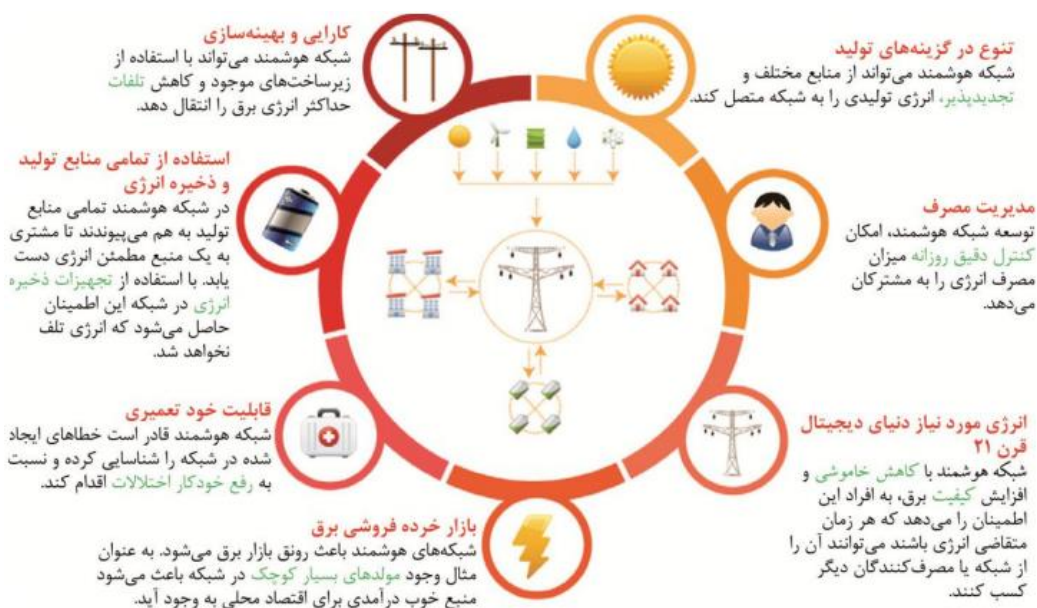 تنوع در گزینه‌های تولید
شبکه هوشمند می‌تواند از منابع مختلف و
تجدیدپذیر، انرژی تولیدی را به شبکه متصل کند.
مدیریت مصرف
توسعه شبکه هوشمند، امکان
کنترل دقیق روزانه میزان
مصرف انرژی را به مشترکان
می‌دهد.
انرژی مورد نیاز دنیای دیجیتال
قرن ۲۱
شبکه هوشمند با کاهش خاموشی و
افزایش کیفیت برق، به افراد این
اطمینان را می‌دهد که هر زمان
متقاضی انرژی باشند می‌توانند آن را
از شبکه یا مصرف‌کنندگان دیگر
کسب کنند.
بازار خرده فروشی برق
شبکه‌های هوشمند باعث رونق بازار برق می‌شود. به عنوان
مثال وجود مولدهای بسیار کوچک در شبکه باعث می‌شود
منبع خوب درآمدی برای اقتصاد محلی به وجود آید.
قابلیت خود تعمیری
شبکه هوشمند قادر است خطاهای ایجاد
شده در شبکه را شناسایی کرده و نسبت
به رفع خودکار اختلالات اقدام کند.
استفاده از تمامی منابع تولید
و ذخیره انرژی
در شبکه هوشمند تمامی منابع
تولید به هم می‌پیوندند تا مشتری
به یک منبع مطمئن انرژی دست
یابد. با استفاده از تجهیزات ذخیره
انرژی در شبکه این اطمینان
حاصل می‌شود که انرژی تلف
نخواهد شد.
کارایی و بهینه‌سازی
شبکه هوشمند می‌تواند با استفاده از
زیرساخت‌های موجود و کاهش تلفات
حداکثر انرژی برق را انتقال دهد.